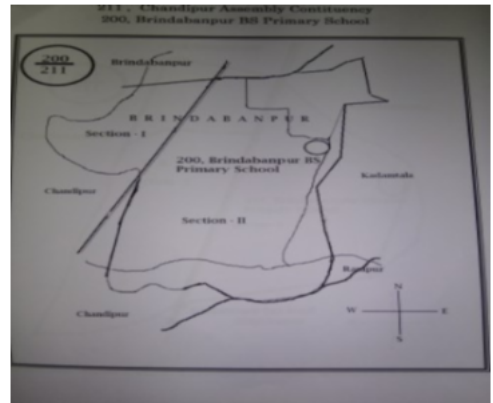 211, Chandipur Assembly Contituency
200, Brindabanpur BS Primary School
200
211
Brindabanpur
BRINDABANPUR
Section - I
200, Brindabanpur BS
Primary School
Chandipur
Kadamtala
Section - II
N
Chandipur
W E
S